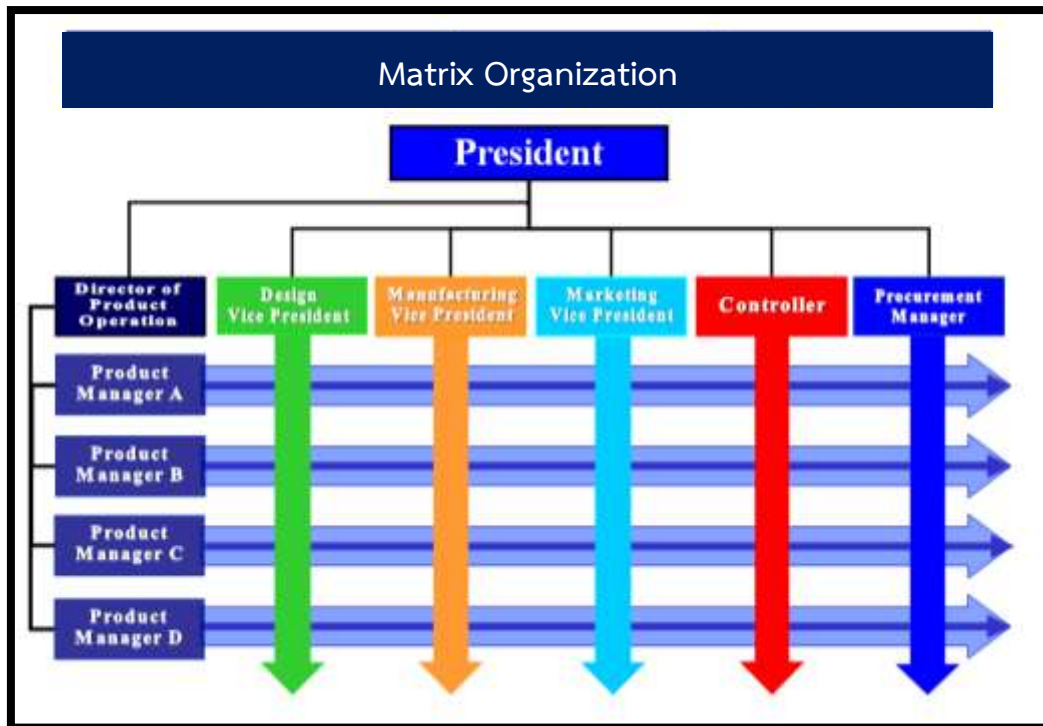 Matrix Organization
President
Director of
Product
Operation
Design
Vice President
Manufacturing
Vice President
Marketing
Vice President
Controller
Procurement
Manager
Product
Manager A
Product
Manager B
Product
Manager C
Product
Manager D